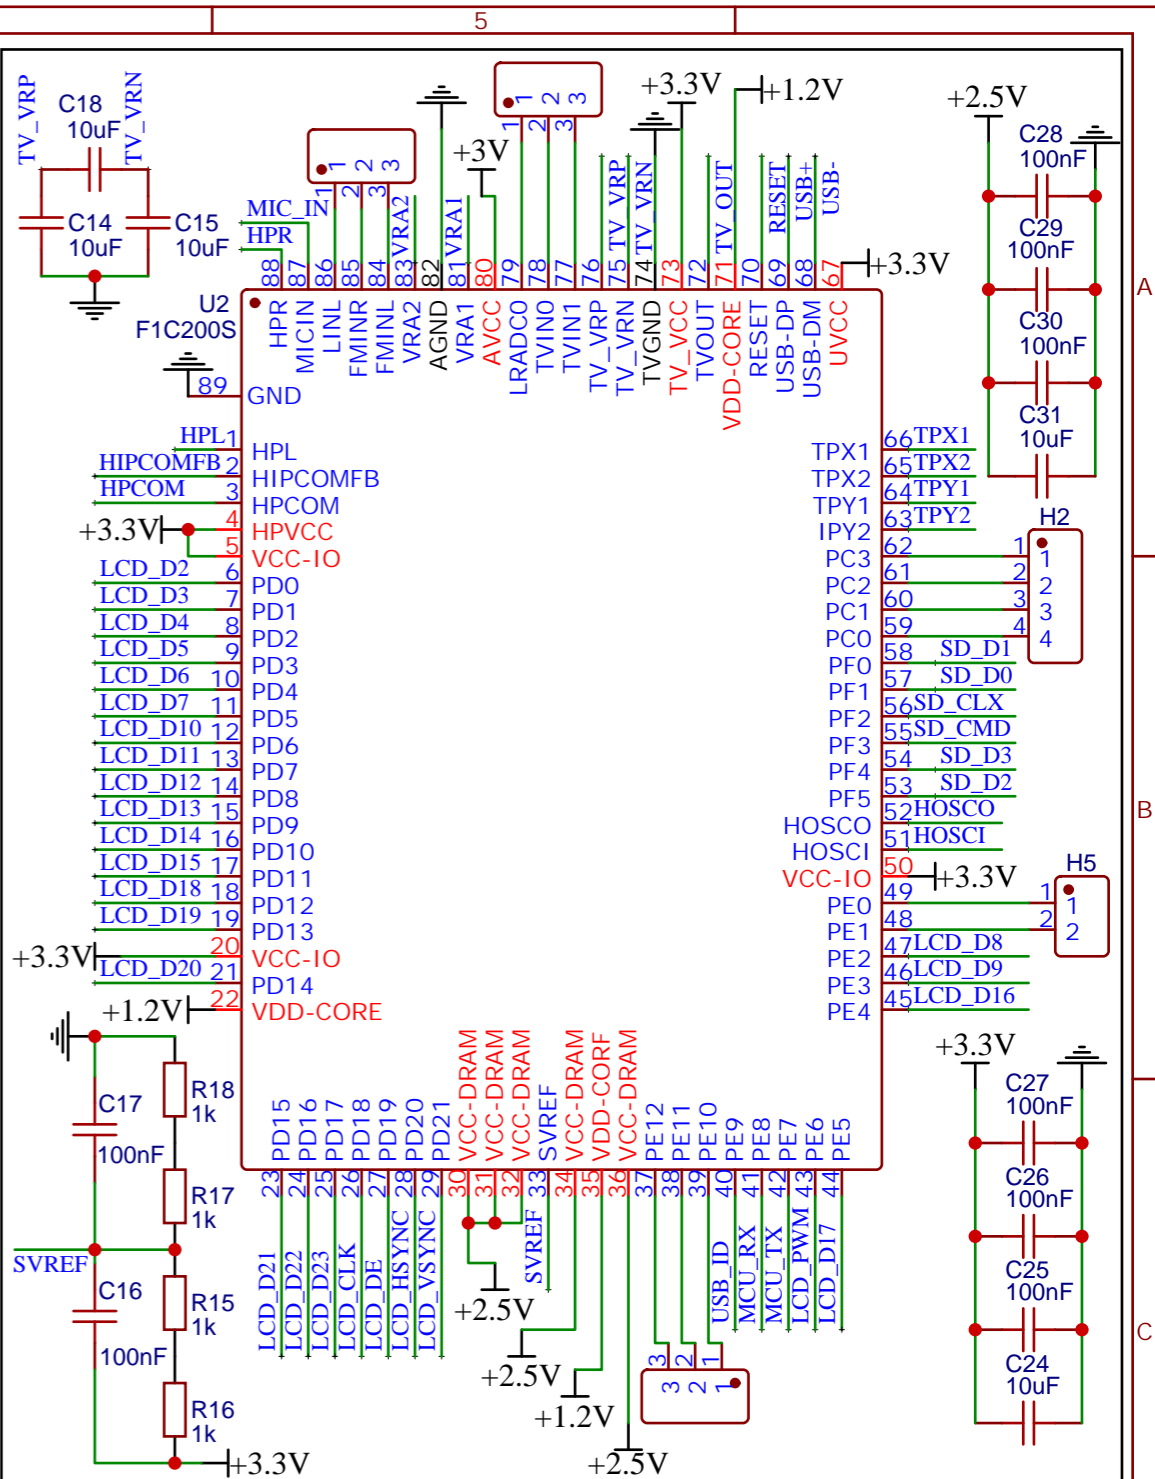 5
A
B
C
TV_VRP
C18
10uF
TV_VRN
C14
10uF
C15
10uF
1
2
3
1
2
3
MIC_IN
HPR
VRA2
VRA1
+3V
1
2
3
1
2
3
+3.3V
+1.2V
TV_VRP
TV_VRN
TV_OUT
RESET
USB+
USB-
+3.3V
+2.5V
C28
100nF
C29
100nF
C30
100nF
C31
10uF
U2
F1C200S
88
87
86
85
84
83
82
81
80
79
78
77
76
75
74
73
72
71
70
69
68
67
HPR
MICIN
LINL
FMINR
FMINL
VRA2
AGND
VRA1
AVCC
LRADC0
TVIN0
TVIN1
TV_VRP
TV_VRN
TVGND
TV_VCC
TVOUT
VDD-CORE
RESET
USB-DP
USB-DM
UVCC
89 GND
HPL 1 HPL
HIPCOMFB 2 HIPCOMFB
HPCOM 3 HPCOM
+3.3V 4 HPVCC
5 VCC-IO
LCD_D2 6 PD0
LCD_D3 7 PD1
LCD_D4 8 PD2
LCD_D5 9 PD3
LCD_D6 10 PD4
LCD_D7 11 PD5
LCD_D10 12 PD6
LCD_D11 13 PD7
LCD_D12 14 PD8
LCD_D13 15 PD9
LCD_D14 16 PD10
LCD_D15 17 PD11
LCD_D18 18 PD12
LCD_D19 19 PD13
+3.3V 20 VCC-IO
LCD_D20 21 PD14
+1.2V 22 VDD-CORE
TPX1 66 TPX1
TPX2 65 TPX2
TPY1 64 TPY1
IPY2 63 TPY2
PC3 62
PC2 61
PC1 60
PC0 59
H2
1 1
2 2
3 3
4 4
PF0 58 SD_D1
PF1 57 SD_D0
PF2 56 SD_CLX
PF3 55 SD_CMD
PF4 54 SD_D3
PF5 53 SD_D2
HOSCO 52 HOSCO
HOSCI 51 HOSCI
VCC-IO 50 +3.3V
PE0 49
PE1 48
H5
1 1
2 2
PE2 47 LCD_D8
PE3 46 LCD_D9
PE4 45 LCD_D16
PD15
PD16
PD17
PD18
PD19
PD20
PD21
VCC-DRAM
VCC-DRAM
VCC-DRAM
SVREF
VCC-DRAM
VDD-CORF
VCC-DRAM
PE12
PE11
PE10
PE9
PE8
PE7
PE6
PE5
23
24
25
26
27
28
29
30
31
32
33
34
35
36
37
38
39
40
41
42
43
44
LCD_D21
LCD_D22
LCD_D23
LCD_CLK
LCD_DE
LCD_HSYNC
LCD_VSYNC
SVREF
USB_ID
MCU_RX
MCU_TX
LCD_PWM
LCD_D17
+2.5V
+2.5V
+1.2V
+2.5V
3
2
1
3
2
1
C17
100nF
R18
1k
R17
1k
SVREF
C16
100nF
R15
1k
R16
1k
+3.3V
+3.3V
C27
100nF
C26
100nF
C25
100nF
C24
10uF